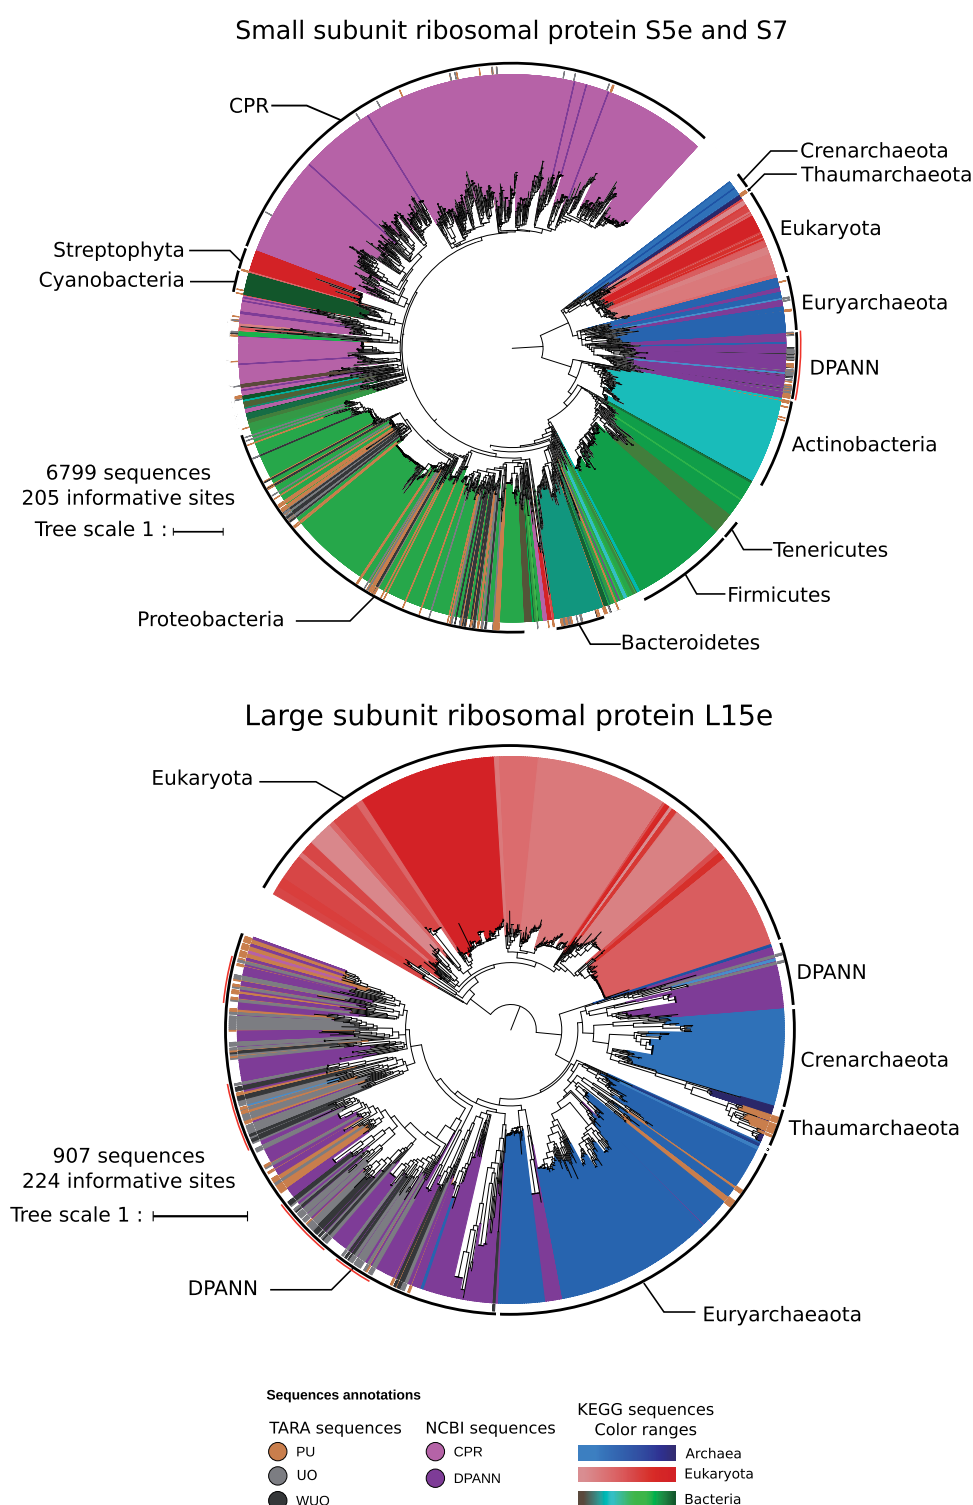 Small subunit ribosomal protein S5e and S7
CPR
Crenarchaeota
Thaumarchaeota
Eukaryota
Streptophyta
Cyanobacteria
Euryarchaeota
DPANN
Actinobacteria
6799 sequences
205 informative sites
Tree scale 1 :
Tenericutes
Firmicutes
Proteobacteria
Bacteroidetes
Large subunit ribosomal protein L15e
Eukaryota
DPANN
Crenarchaeota
Thaumarchaeota
907 sequences
224 informative sites
Tree scale 1 :
DPANN
Euryarchaeaota
Sequences annotations
TARA sequences
PU
UO
WUO
NCBI sequences
CPR
DPANN
KEGG sequences
Color ranges
Archaea
Eukaryota
Bacteria